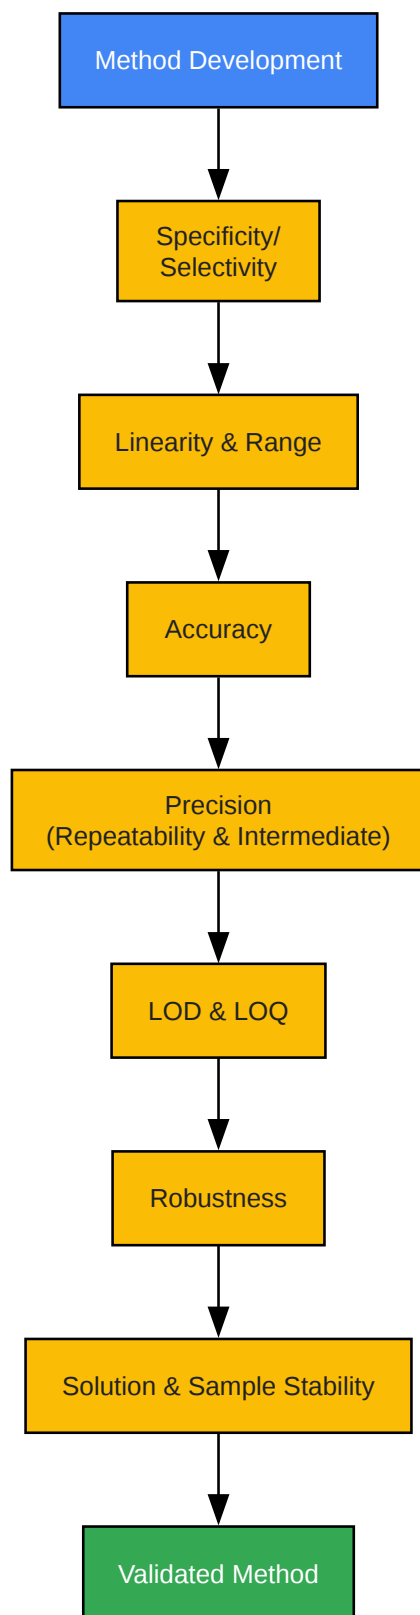 Method Development
Specificity/
Selectivity
Linearity & Range
Accuracy
Precision
(Repeatability & Intermediate)
LOD & LOQ
Robustness
Solution & Sample Stability
Validated Method